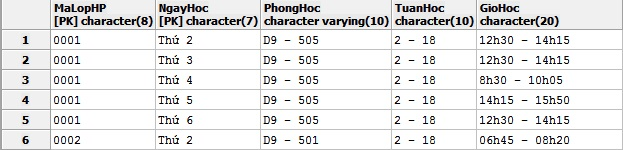 MaLopHP NgayHoc PhongHoc TuanHoc GioHoc
[PK] character(8) [PK] character(7) character varying(10) character(10) character(20)
1 0001 Thứ 2 D9 - 505 2 - 18 12h30 - 14h15
2 0001 Thứ 3 D9 - 505 2 - 18 12h30 - 14h15
3 0001 Thứ 4 D9 - 505 2 - 18 8h30 - 10h05
4 0001 Thứ 5 D9 - 505 2 - 18 14h15 - 15h50
5 0001 Thứ 6 D9 - 505 2 - 18 12h30 - 14h15
6 0002 Thứ 2 D9 - 501 2 - 18 06h45 - 08h20